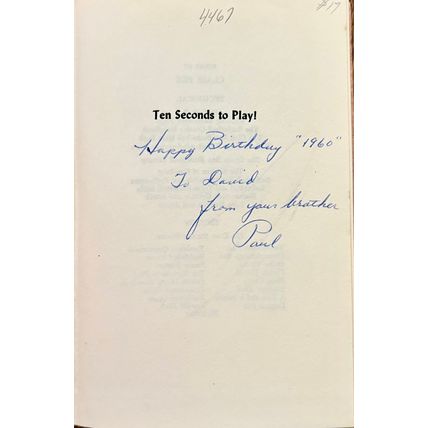 4467
$17
Ten Seconds to Play!
Happy Birthday "1960"
To David
from your brother
Paul